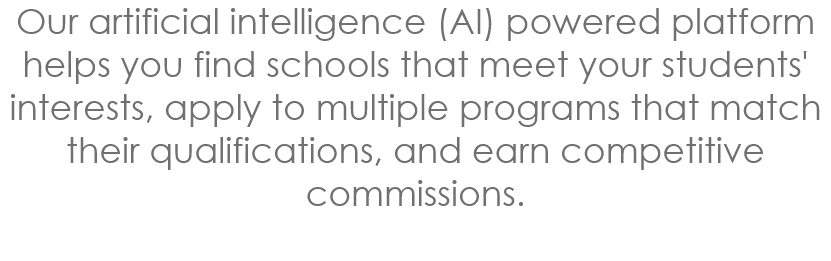 Our artificial intelligence (AI) powered platform
helps you find schools that meet your students'
interests, apply to multiple programs that match
their qualifications, and earn competitive
commissions.